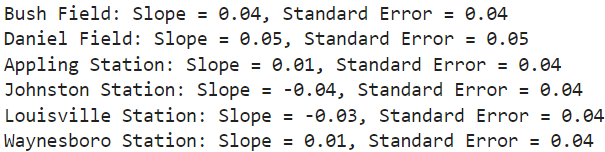 Bush Field: Slope = 0.04, Standard Error = 0.04
Daniel Field: Slope = 0.05, Standard Error = 0.05
Appling Station: Slope = 0.01, Standard Error = 0.04
Johnston Station: Slope = -0.04, Standard Error = 0.04
Louisville Station: Slope = -0.03, Standard Error = 0.04
Waynesboro Station: Slope = 0.01, Standard Error = 0.04